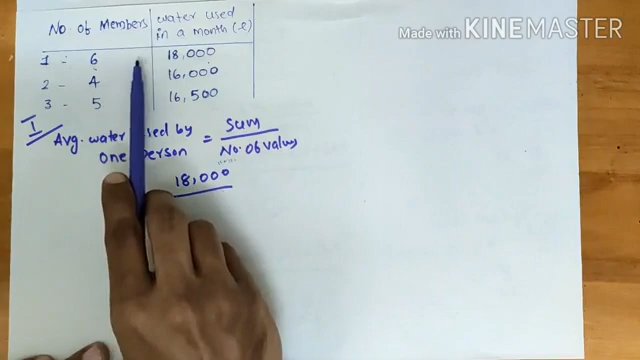 Made with KINEMASTER
No. of Members water used
in a month (l)
1 - 6 18,000
2 - 4 16,000
3 - 5 16,500
I Avg. water used by = Sum
one person No. of values
18,000